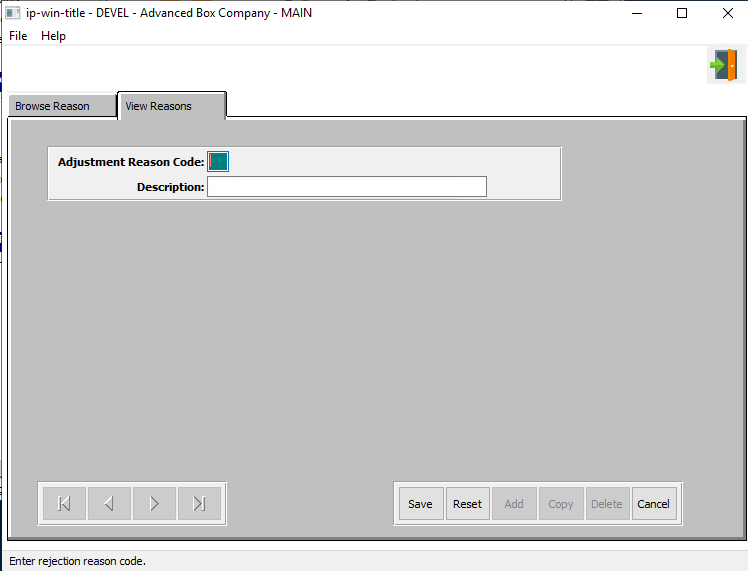 ip-win-title - DEVEL - Advanced Box Company - MAIN
File Help
Browse Reason View Reasons
Adjustment Reason Code:
Description:
Save Reset Add Copy Delete Cancel
Enter rejection reason code.